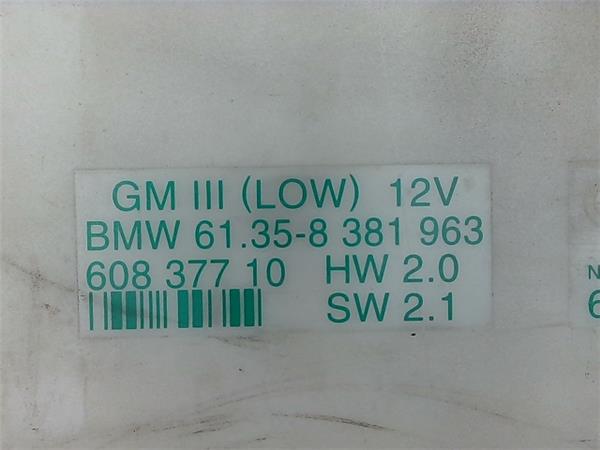 GM III (LOW) 12V
BMW 61.35-8 381 963
608 377 10 HW 2.0
SW 2.1
N
6